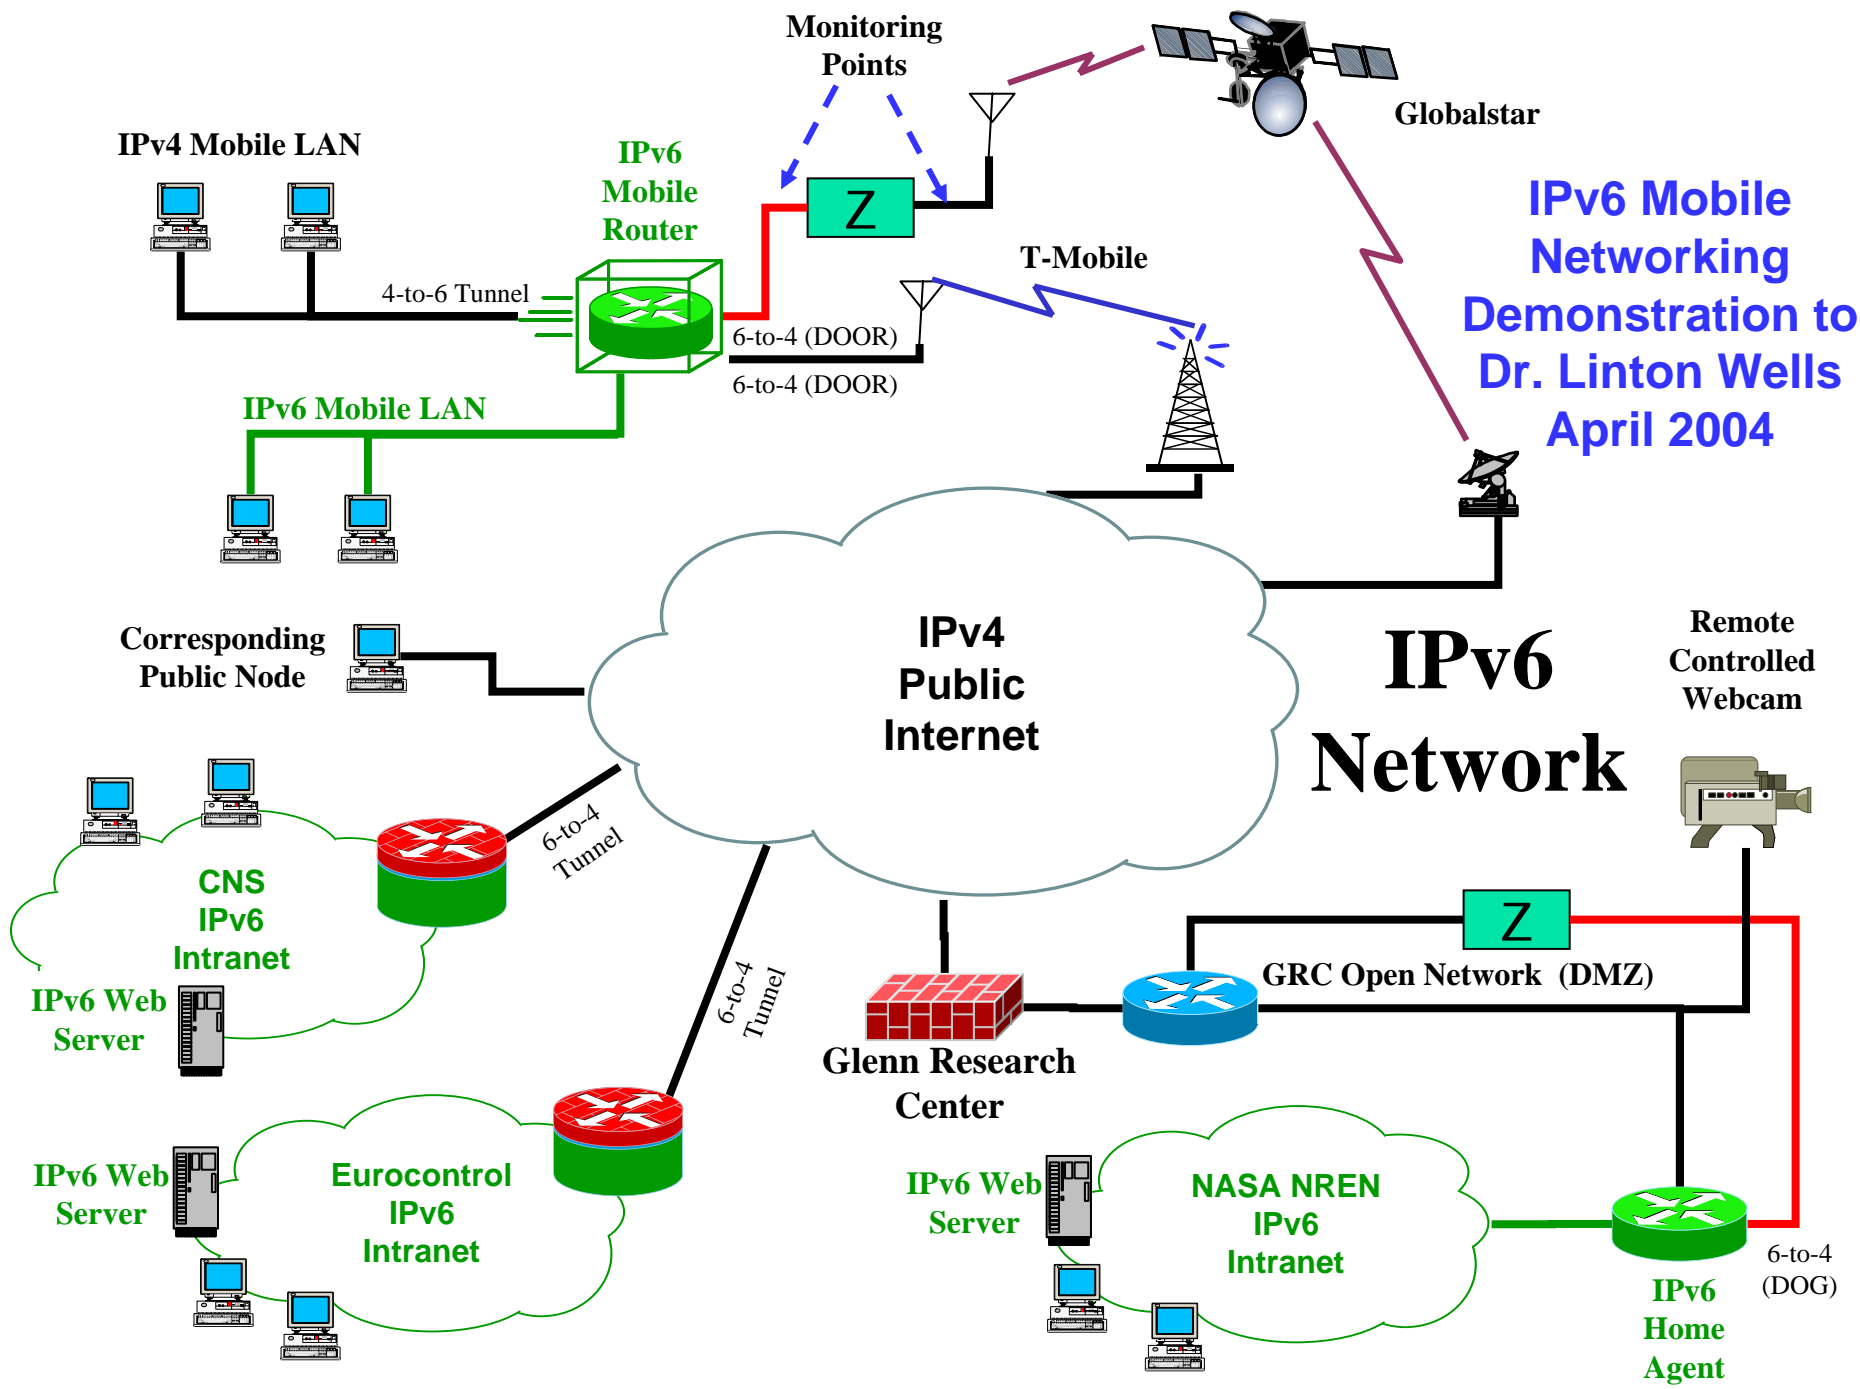 Monitoring
Points
Globalstar
IPv4 Mobile LAN
IPv6
Mobile
Router
Z
IPv6 Mobile
Networking
Demonstration to
Dr. Linton Wells
April 2004
T-Mobile
4-to-6 Tunnel
6-to-4 (DOOR)
6-to-4 (DOOR)
IPv6 Mobile LAN
Corresponding
Public Node
IPv4
Public
Internet
IPv6
Network
Remote
Controlled
Webcam
6-to-4
Tunnel
CNS
IPv6
Intranet
IPv6 Web
Server
6-to-4
Tunnel
Z
GRC Open Network (DMZ)
Glenn Research
Center
IPv6 Web
Server
Eurocontrol
IPv6
Intranet
IPv6 Web
Server
NASA NREN
IPv6
Intranet
6-to-4
(DOG)
IPv6
Home
Agent